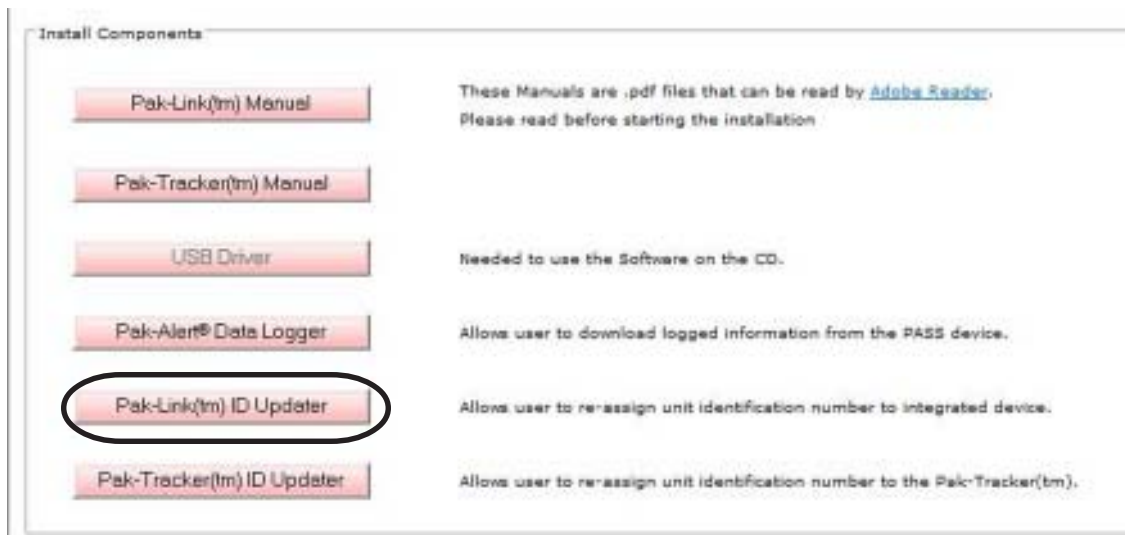 Install Components
Pak-Link(tm) Manual
These Manuals are .pdf files that can be read by Adobe Reader.
Please read before starting the installation
Pak-Tracker(tm) Manual
USB Driver
Needed to use the Software on the CD.
Pak-Alert® Data Logger
Allows user to download logged information from the PASS device.
Pak-Link(tm) ID Updater
Allows user to re-assign unit identification number to integrated device.
Pak-Tracker(tm) ID Updater
Allows user to re-assign unit identification number to the Pak-Tracker(tm).